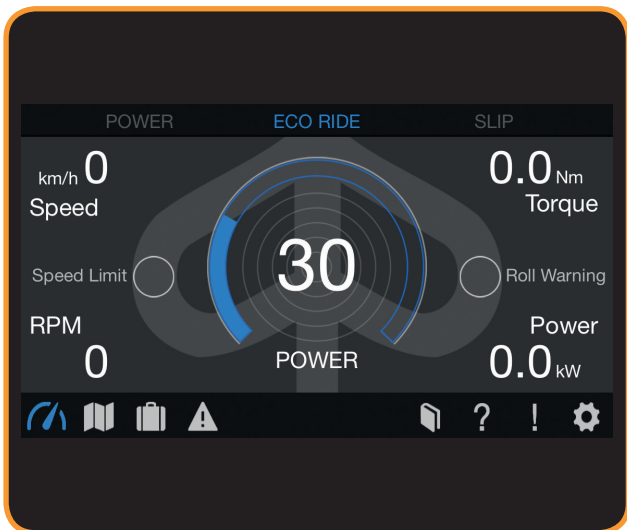 POWER ECO RIDE SLIP
km/h 0
Speed
0.0 Nm
Torque
30
Speed Limit
Roll Warning
RPM
0
POWER
Power
0.0 kW
? !